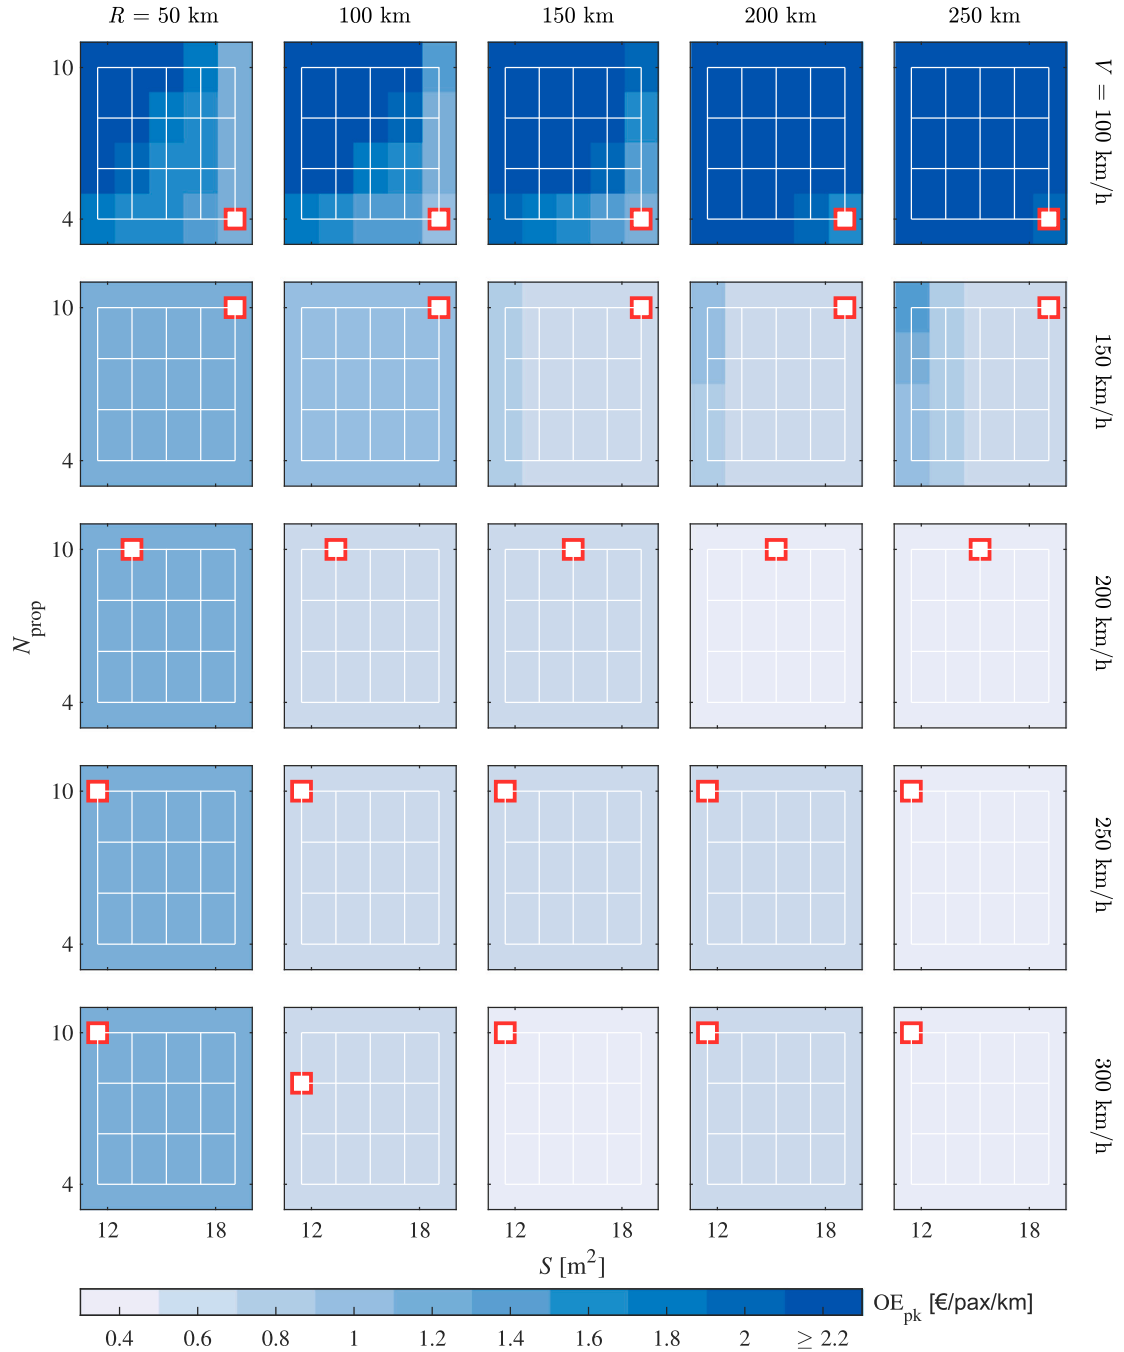 R = 50 km 100 km 150 km 200 km 250 km
10
4
V = 100 km/h
10
4
150 km/h
10
4
200 km/h
N_prop
10
4
250 km/h
10
4
300 km/h
12 18 12 18 12 18 12 18 12 18
S [m²]
OE_pk [€/pax/km]
0.4 0.6 0.8 1 1.2 1.4 1.6 1.8 2 ≥ 2.2